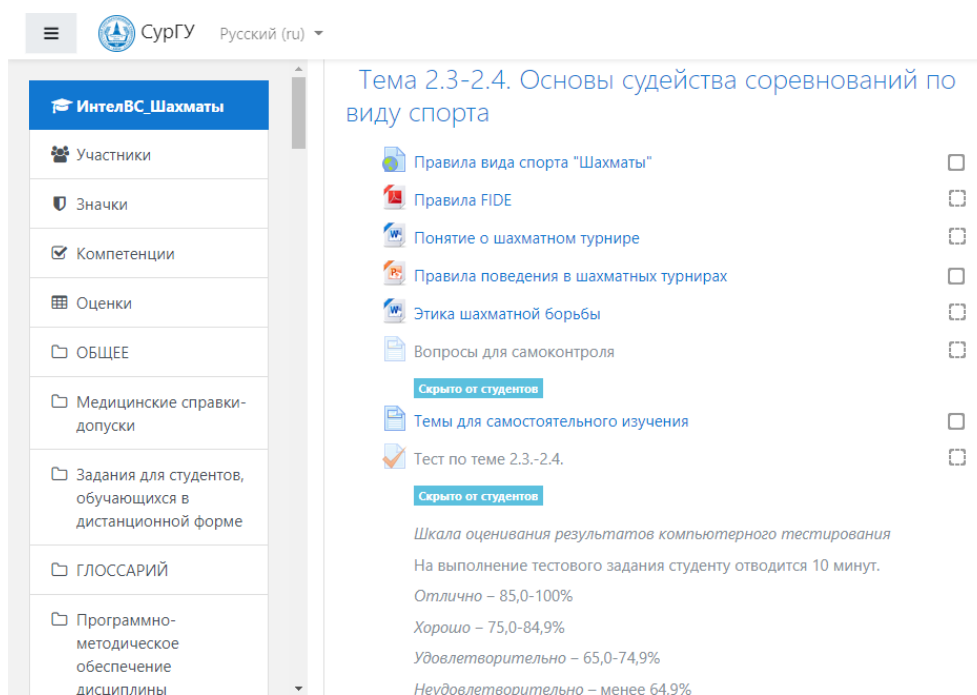 СурГУ Русский (ru)
ИнтелВС_Шахматы
Участники
Значки
Компетенции
Оценки
ОБЩЕЕ
Медицинские справки-
допуски
Задания для студентов,
обучающихся в
дистанционной форме
ГЛОССАРИЙ
Программно-
методическое
обеспечение
дисциплины
Тема 2.3-2.4. Основы судейства соревнований по
виду спорта
Правила вида спорта "Шахматы"
Правила FIDE
Понятие о шахматном турнире
Правила поведения в шахматных турнирах
Этика шахматной борьбы
Вопросы для самоконтроля
Скрыто от студентов
Темы для самостоятельного изучения
Тест по теме 2.3.-2.4.
Скрыто от студентов
Шкала оценивания результатов компьютерного тестирования
На выполнение тестового задания студенту отводится 10 минут.
Отлично – 85,0-100%
Хорошо – 75,0-84,9%
Удовлетворительно – 65,0-74,9%
Неудовлетворительно – менее 64,9%